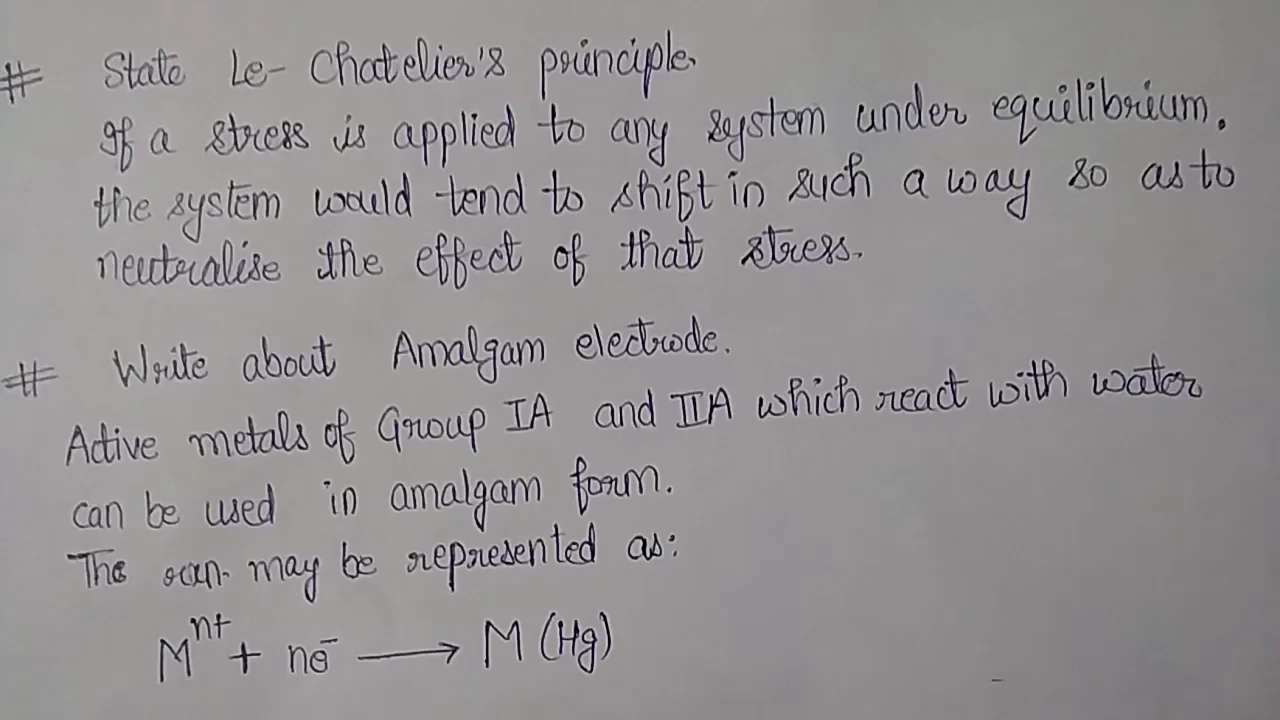 # State Le- Chatelier's principle.
If a stress is applied to any system under equilibrium.
the system would tend to shift in such a way so as to
neutralise the effect of that stress.
# Write about Amalgam electrode.
Active metals of Group IA and IIA which react with water
can be used in amalgam form.
The rxn. may be represented as:
Mⁿ⁺ + ne⁻ ⟶ M (Hg)